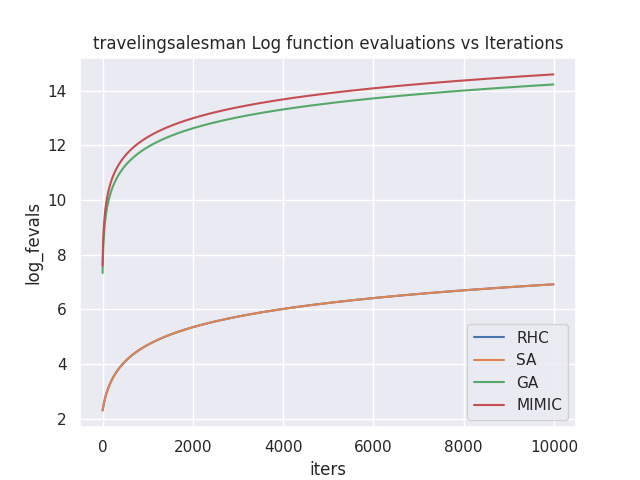 travelingsalesman Log function evaluations vs Iterations
14
12
10
8
6
4
2
log_fevals
0
2000
4000
6000
8000
10000
iters
RHC
SA
GA
MIMIC